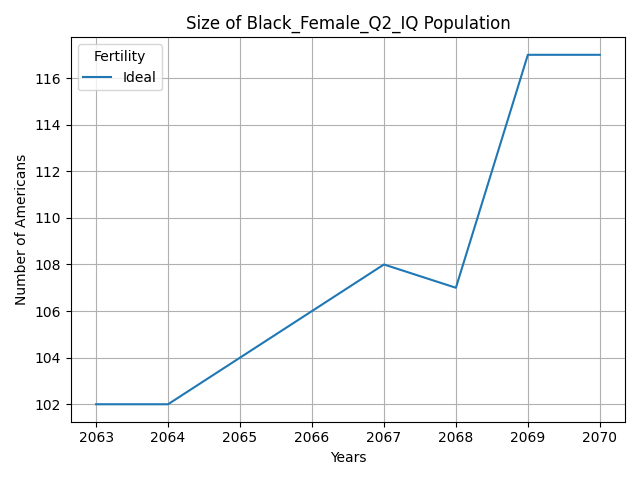 Size of Black_Female_Q2_IQ Population
Fertility
Ideal
116
114
112
110
108
106
104
102
Number of Americans
2063 2064 2065 2066 2067 2068 2069 2070
Years